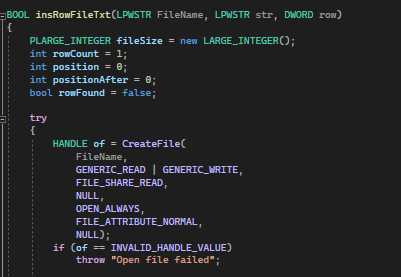 BOOL insRowFileTxt(LPWSTR FileName, LPWSTR str, DWORD row)
{
PLARGE_INTEGER fileSize = new LARGE_INTEGER();
int rowCount = 1;
int position = 0;
int positionAfter = 0;
bool rowFound = false;
try
{
HANDLE of = CreateFile(
FileName,
GENERIC_READ | GENERIC_WRITE,
FILE_SHARE_READ,
NULL,
OPEN_ALWAYS,
FILE_ATTRIBUTE_NORMAL,
NULL);
if (of == INVALID_HANDLE_VALUE)
throw "Open file failed";